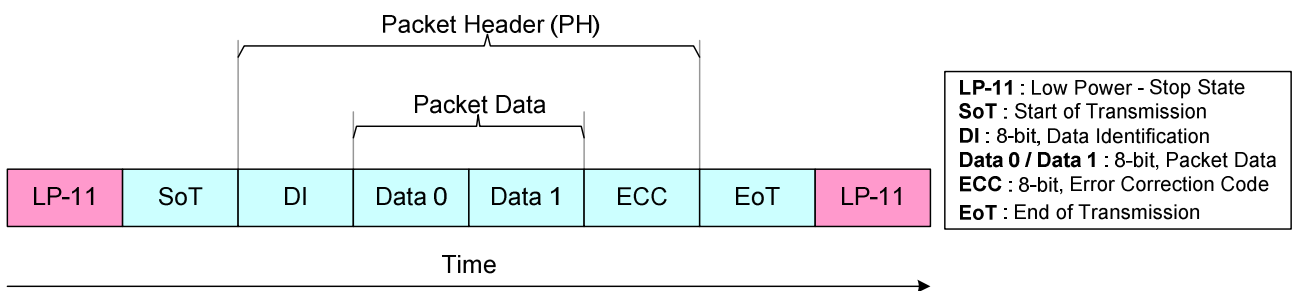 Packet Header (PH)
Packet Data
LP-11 SoT DI Data 0 Data 1 ECC EoT LP-11
Time
LP-11 : Low Power - Stop State
SoT : Start of Transmission
DI : 8-bit, Data Identification
Data 0 / Data 1 : 8-bit, Packet Data
ECC : 8-bit, Error Correction Code
EoT : End of Transmission